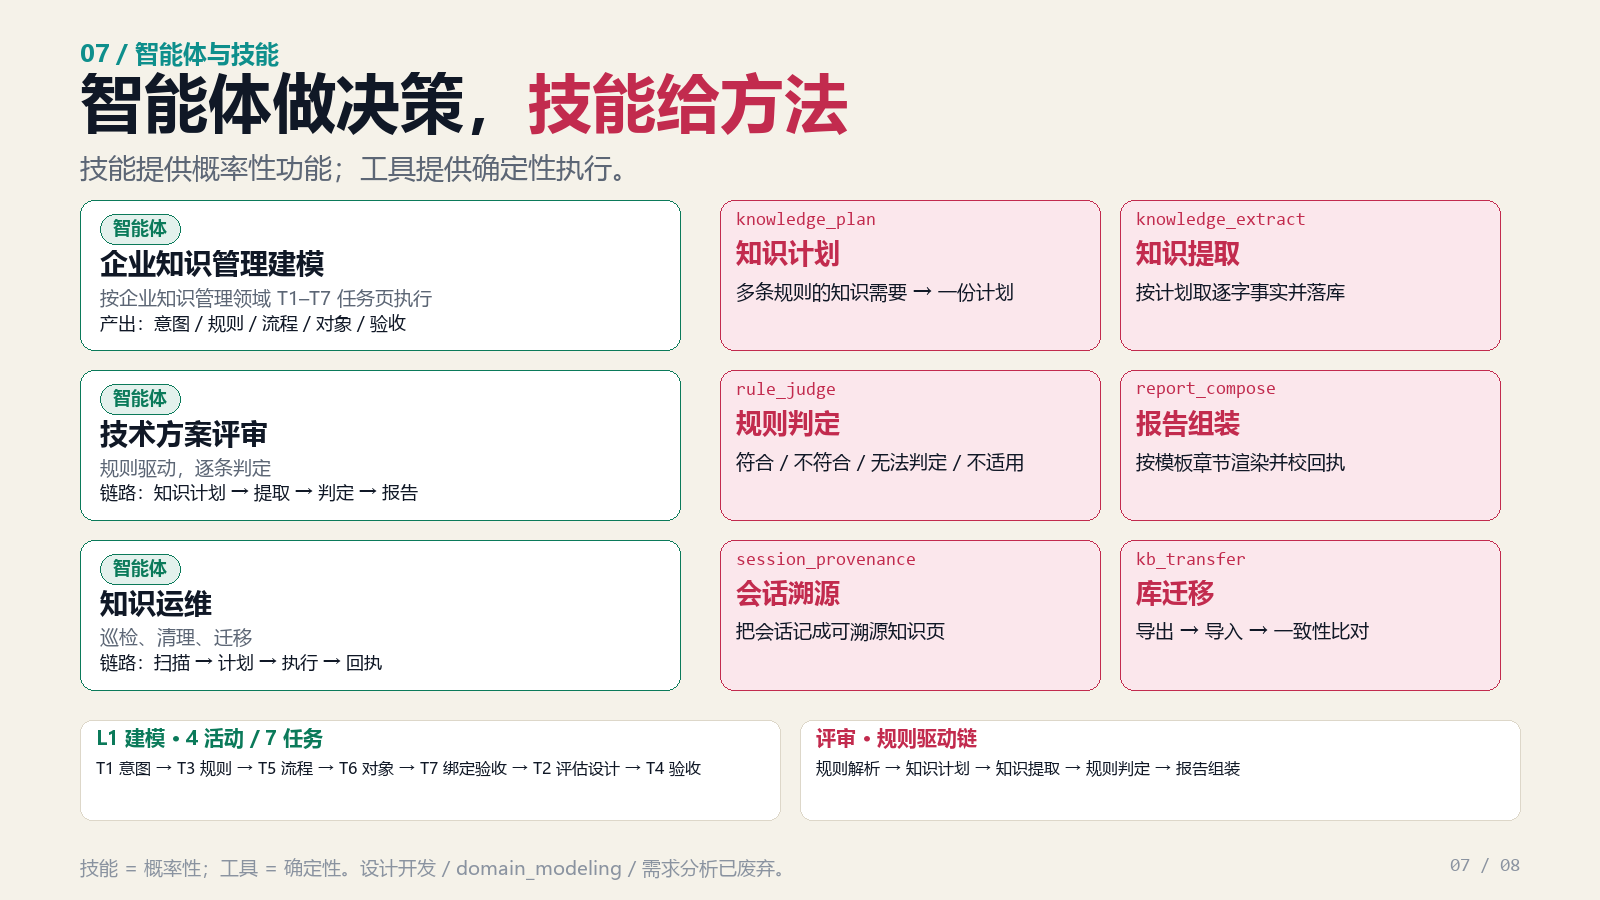 07 / 智能体与技能
智能体做决策，技能给方法
技能提供概率性功能；工具提供确定性执行。
智能体
企业知识管理建模
按企业知识管理领域 T1–T7 任务页执行
产出：意图 / 规则 / 流程 / 对象 / 验收
knowledge_plan
知识计划
多条规则的知识需要 → 一份计划
knowledge_extract
知识提取
按计划取逐字事实并落库
智能体
技术方案评审
规则驱动，逐条判定
链路：知识计划 → 提取 → 判定 → 报告
rule_judge
规则判定
符合 / 不符合 / 无法判定 / 不适用
report_compose
报告组装
按模板章节渲染并校回执
智能体
知识运维
巡检、清理、迁移
链路：扫描 → 计划 → 执行 → 回执
session_provenance
会话溯源
把会话记成可溯源知识页
kb_transfer
库迁移
导出 → 导入 → 一致性比对
L1 建模 • 4 活动 / 7 任务
T1 意图 → T3 规则 → T5 流程 → T6 对象 → T7 绑定验收 → T2 评估设计 → T4 验收
评审 • 规则驱动链
规则解析 → 知识计划 → 知识提取 → 规则判定 → 报告组装
技能 = 概率性；工具 = 确定性。设计开发 / domain_modeling / 需求分析已废弃。
07 / 08